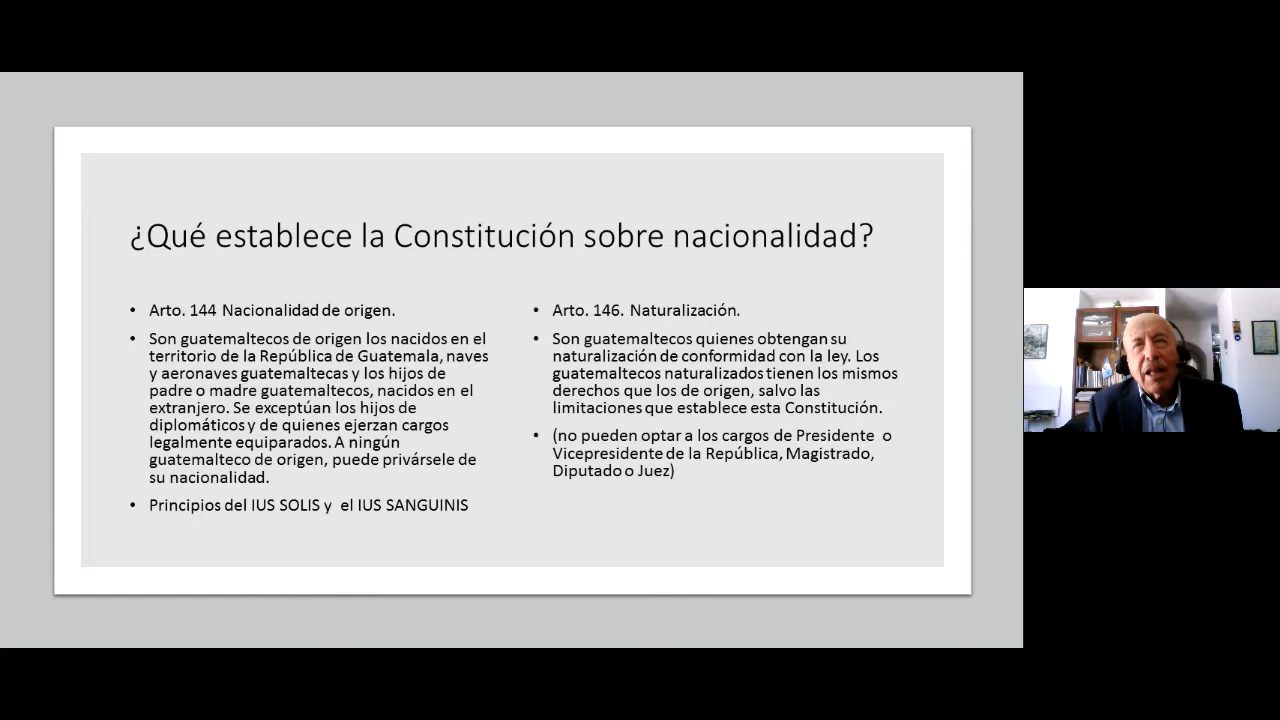 ¿Qué establece la Constitución sobre nacionalidad?
• Arto. 144 Nacionalidad de origen.
• Son guatemaltecos de origen los nacidos en el
territorio de la República de Guatemala, naves
y aeronaves guatemaltecas y los hijos de
padre o madre guatemaltecos, nacidos en el
extranjero. Se exceptúan los hijos de
diplomáticos y de quienes ejerzan cargos
legalmente equiparados. A ningún
guatemalteco de origen, puede privársele de
su nacionalidad.
• Principios del IUS SOLIS y el IUS SANGUINIS
• Arto. 146. Naturalización.
• Son guatemaltecos quienes obtengan su
naturalización de conformidad con la ley. Los
guatemaltecos naturalizados tienen los mismos
derechos que los de origen, salvo las
limitaciones que establece esta Constitución.
• (no pueden optar a los cargos de Presidente o
Vicepresidente de la República, Magistrado,
Diputado o Juez)